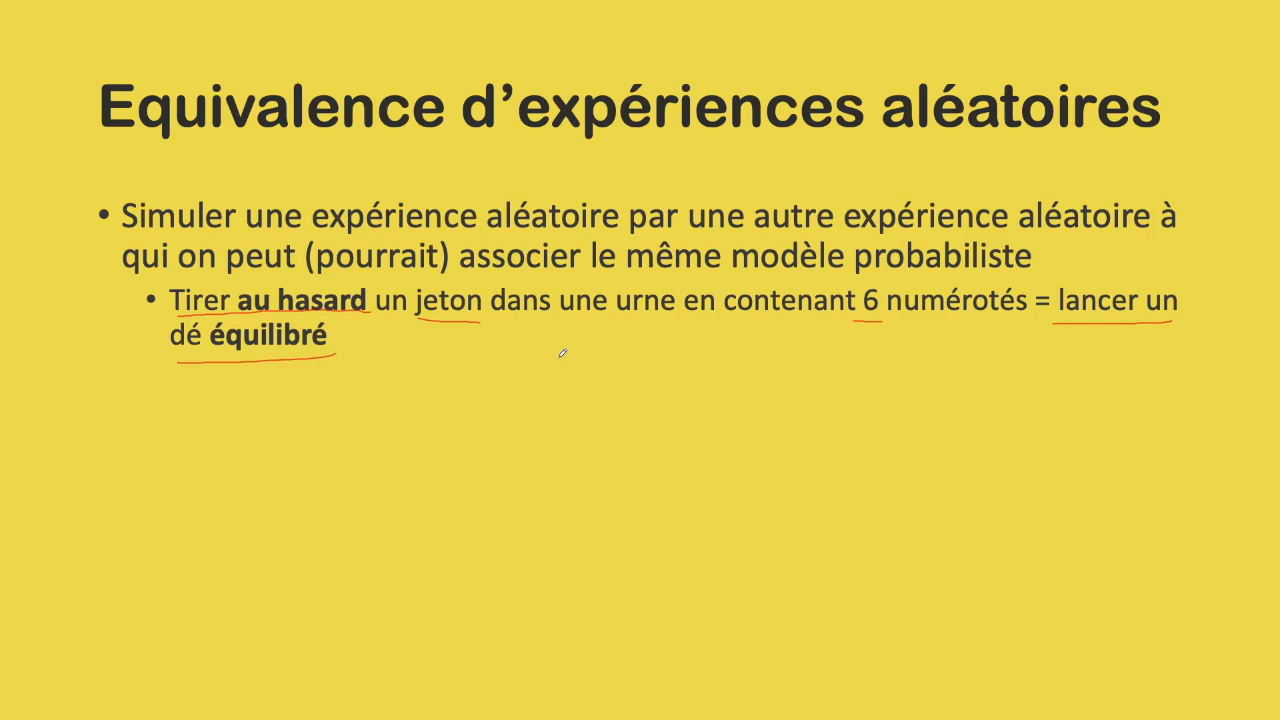 Equivalence d’expériences aléatoires
• Simuler une expérience aléatoire par une autre expérience aléatoire à
qui on peut (pourrait) associer le même modèle probabiliste
• Tirer au hasard un jeton dans une urne en contenant 6 numérotés = lancer un
dé équilibré